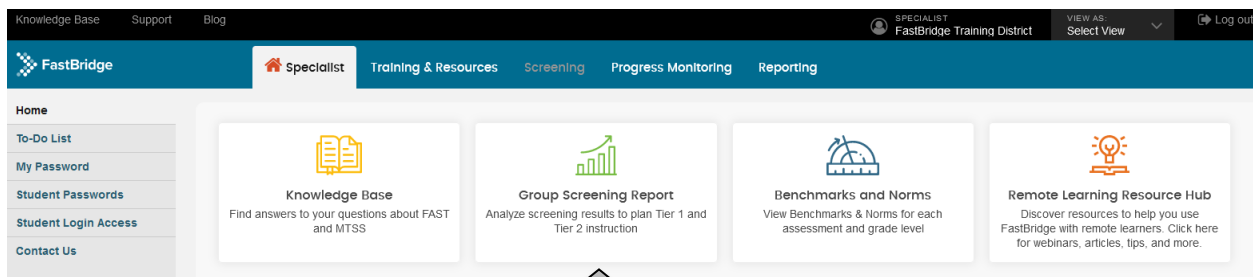 Knowledge Base Support Blog SPECIALIST VIEW AS: Log out
FastBridge Training District Select View
FastBridge Specialist Training & Resources Screening Progress Monitoring Reporting
Home
To-Do List
My Password
Student Passwords
Student Login Access
Contact Us
Knowledge Base
Find answers to your questions about FAST
and MTSS
Group Screening Report
Analyze screening results to plan Tier 1 and
Tier 2 instruction
Benchmarks and Norms
View Benchmarks & Norms for each
assessment and grade level
Remote Learning Resource Hub
Discover resources to help you use
FastBridge with remote learners. Click here
for webinars, articles, tips, and more.